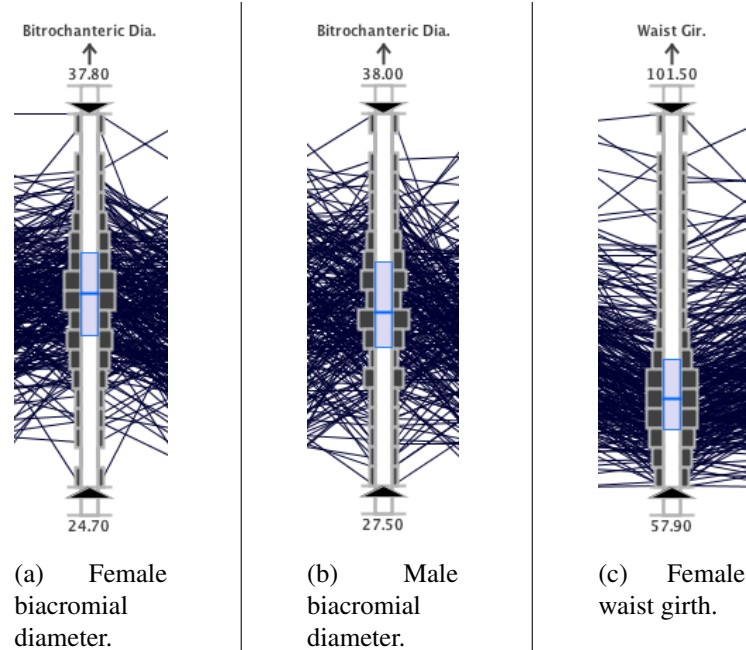 Bitrochanteric Dia.
37.80
24.70
(a) Female
biacromial
diameter.
Bitrochanteric Dia.
38.00
27.50
(b) Male
biacromial
diameter.
Waist Gir.
101.50
57.90
(c) Female
waist girth.